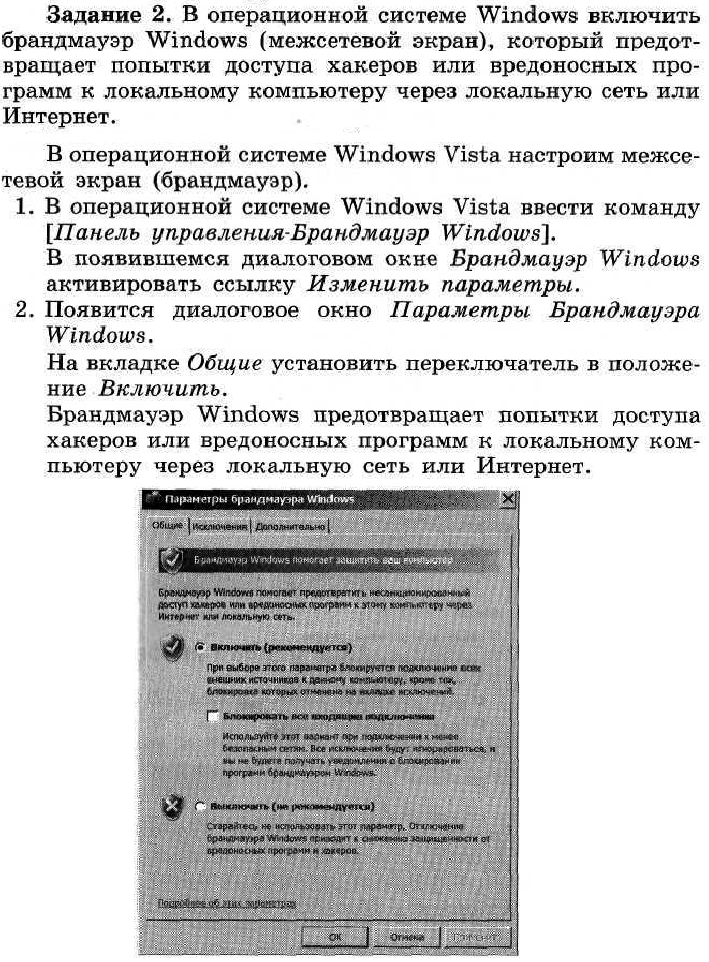 Задание 2. В операционной системе Windows включить
брандмауэр Windows (межсетевой экран), который предот-
вращает попытки доступа хакеров или вредоносных про-
грамм к локальному компьютеру через локальную сеть или
Интернет.
В операционной системе Windows Vista настроим межсе-
тевой экран (брандмауэр).
1. В операционной системе Windows Vista ввести команду
[Панель управления-Брандмауэр Windows].
В появившемся диалоговом окне Брандмауэр Windows
активировать ссылку Изменить параметры.
2. Появится диалоговое окно Параметры Брандмауэра
Windows.
На вкладке Общие установить переключатель в положе-
ние Включить.
Брандмауэр Windows предотвращает попытки доступа
хакеров или вредоносных программ к локальному ком-
пьютеру через локальную сеть или Интернет.
Параметры брандмауэра Windows
Общие Исключения Дополнительно
Брандмауэр Windows помогает защитить ваш компьютер
Брандмауэр Windows помогает предотвратить несанкционированный
доступ хакеров или вредоносных программ к этому компьютеру через
Интернет или локальную сеть.
Включить (рекомендуется)
При выборе этого параметра блокируется подключение всех
внешних источников к данному компьютеру, кроме тех,
блокировка которых отменена на вкладке исключений.
Блокировать все входящие подключения
Используйте этот вариант при подключении к менее
безопасным сетям. Все исключения будут игнорироваться, и
вы не будете получать уведомления о блокировании
программ брандмауэром Windows.
Выключить (не рекомендуется)
Старайтесь не использовать этот параметр. Отключение
брандмауэра Windows приводит к снижению защищенности от
вредоносных программ и хакеров.
Подробнее об этих параметрах
ОК Отмена